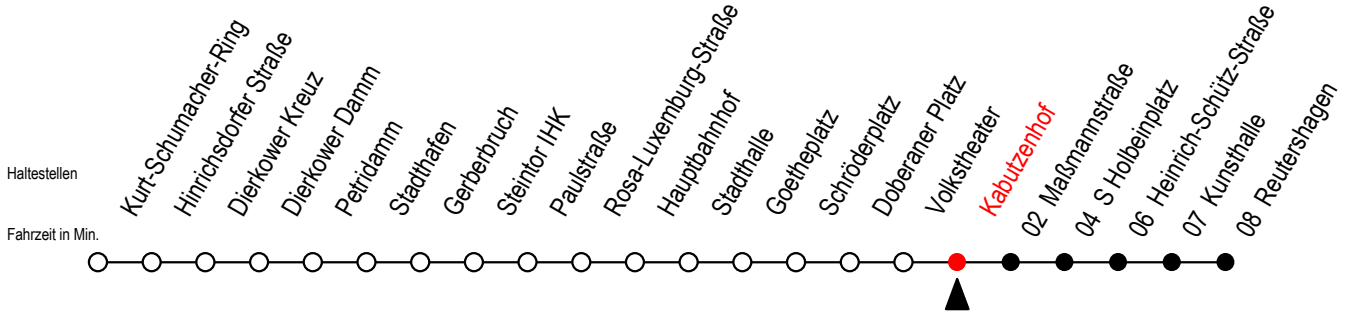 Haltestellen
Fahrzeit in Min.
Kurt-Schumacher-Ring
Hinrichsdorfer Straße
Dierkower Kreuz
Dierkower Damm
Petridamm
Stadthafen
Gerberbruch
Steintor IHK
Paulstraße
Rosa-Luxemburg-Straße
Hauptbahnhof
Stadthalle
Goetheplatz
Schröderplatz
Doberaner Platz
Volkstheater
Kabutzenhof
02 Maßmannstraße
04 S Holbeinplatz
06 Heinrich-Schütz-Straße
07 Kunsthalle
08 Reutershagen